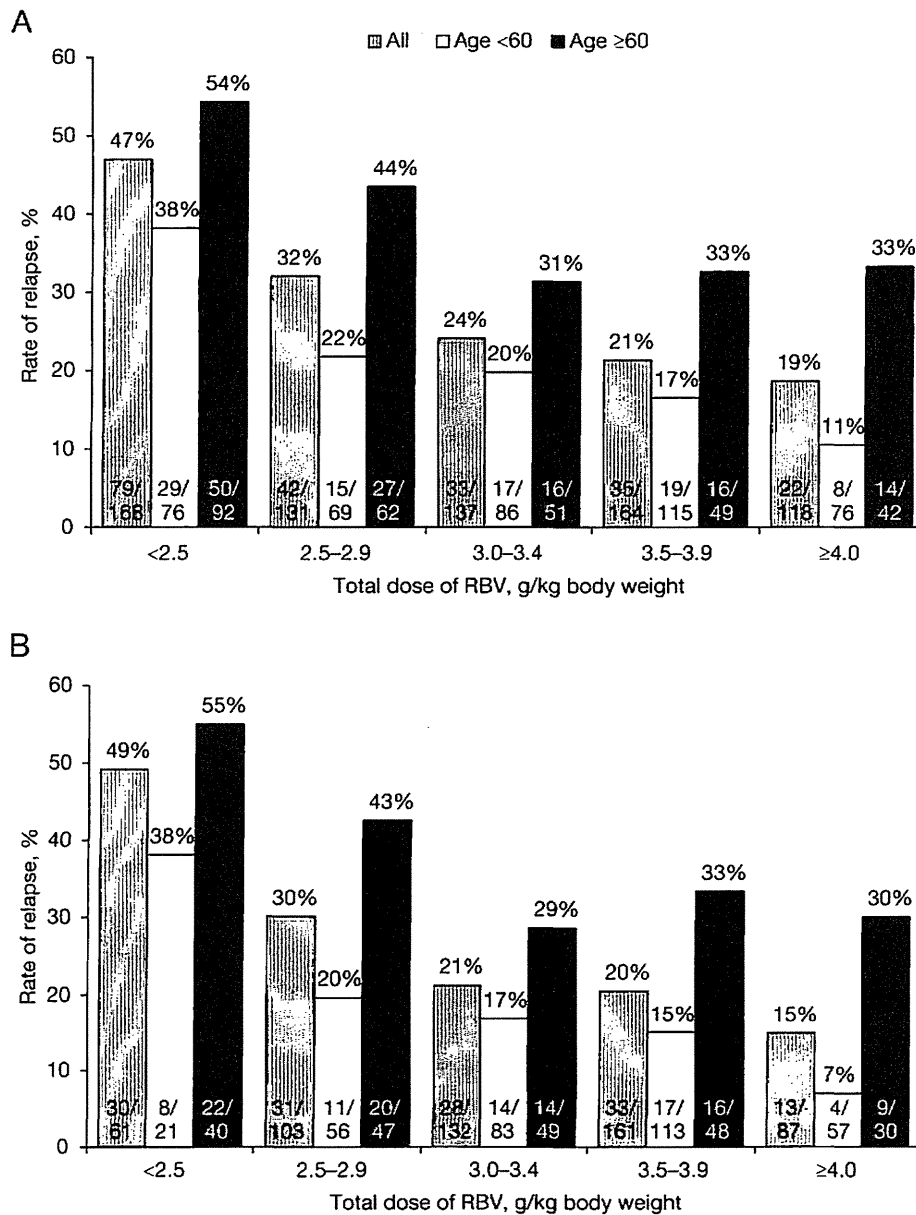 A
All Age <60 Age ≥60
Rate of relapse, %
60
50
40
30
20
10
0
47% 38% 54%
32% 22% 44%
24% 20% 31%
21% 17% 33%
19% 11% 33%
79/ 29/ 50/ 42/ 15/ 27/ 33/ 17/ 16/ 35/ 19/ 16/ 22/ 8/ 14/
168 76 92 131 69 62 137 86 51 164 115 49 118 76 42
<2.5 2.5–2.9 3.0–3.4 3.5–3.9 ≥4.0
Total dose of RBV, g/kg body weight
B
Rate of relapse, %
60
50
40
30
20
10
0
49% 38% 55%
30% 20% 43%
21% 17% 29%
20% 15% 33%
15% 7% 30%
30/ 8/ 22/ 31/ 11/ 20/ 28/ 14/ 14/ 33/ 17/ 16/ 13/ 4/ 9/
61 21 40 103 56 47 132 83 49 161 113 48 87 57 30
<2.5 2.5–2.9 3.0–3.4 3.5–3.9 ≥4.0
Total dose of RBV, g/kg body weight